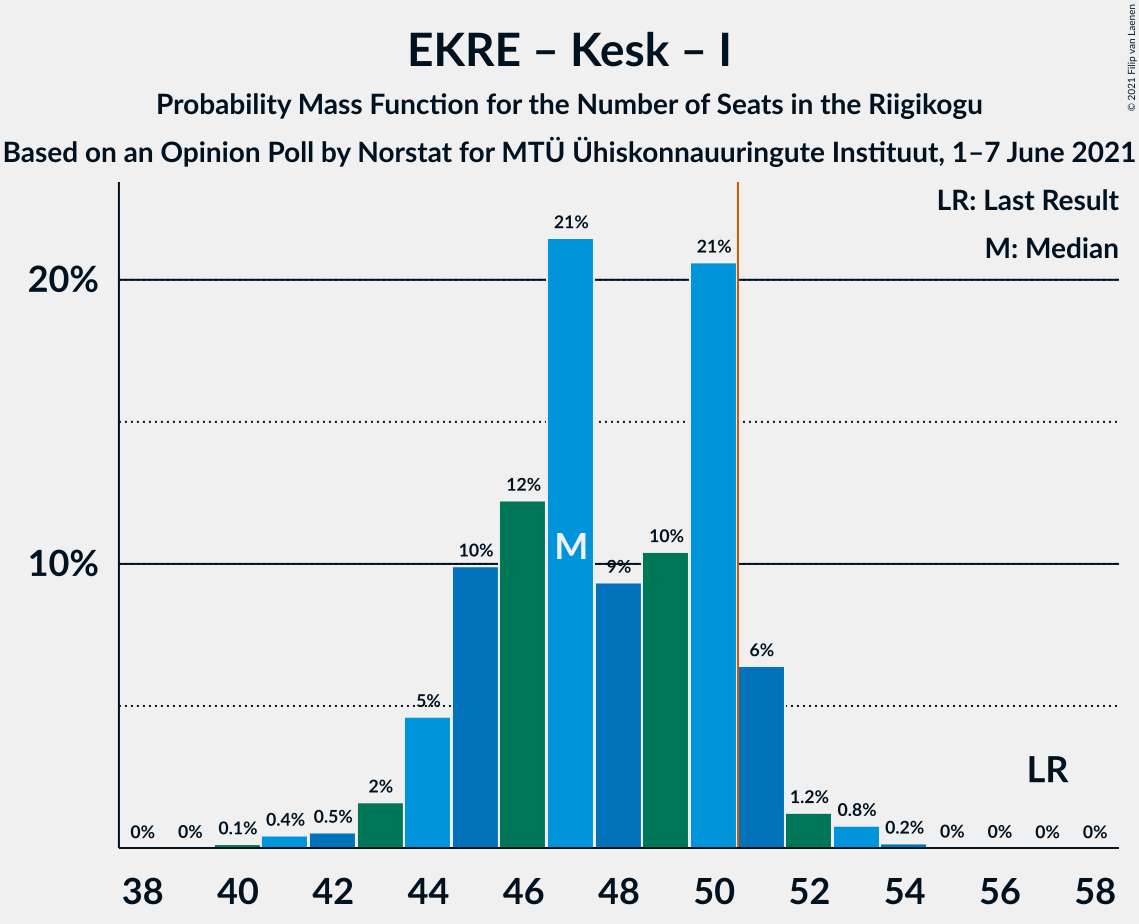 EKRE – Kesk – I
Probability Mass Function for the Number of Seats in the Riigikogu
Based on an Opinion Poll by Norstat for MTÜ Ühiskonnauuringute Instituut, 1–7 June 2021
© 2021 Filip van Laenen
LR: Last Result
M: Median
20%
10%
0% 0% 0.1% 0.4% 0.5% 2% 5% 10% 12% 21% 9% 10% 21% 6% 1.2% 0.8% 0.2% 0% 0% 0% 0%
M
LR
38 40 42 44 46 48 50 52 54 56 58